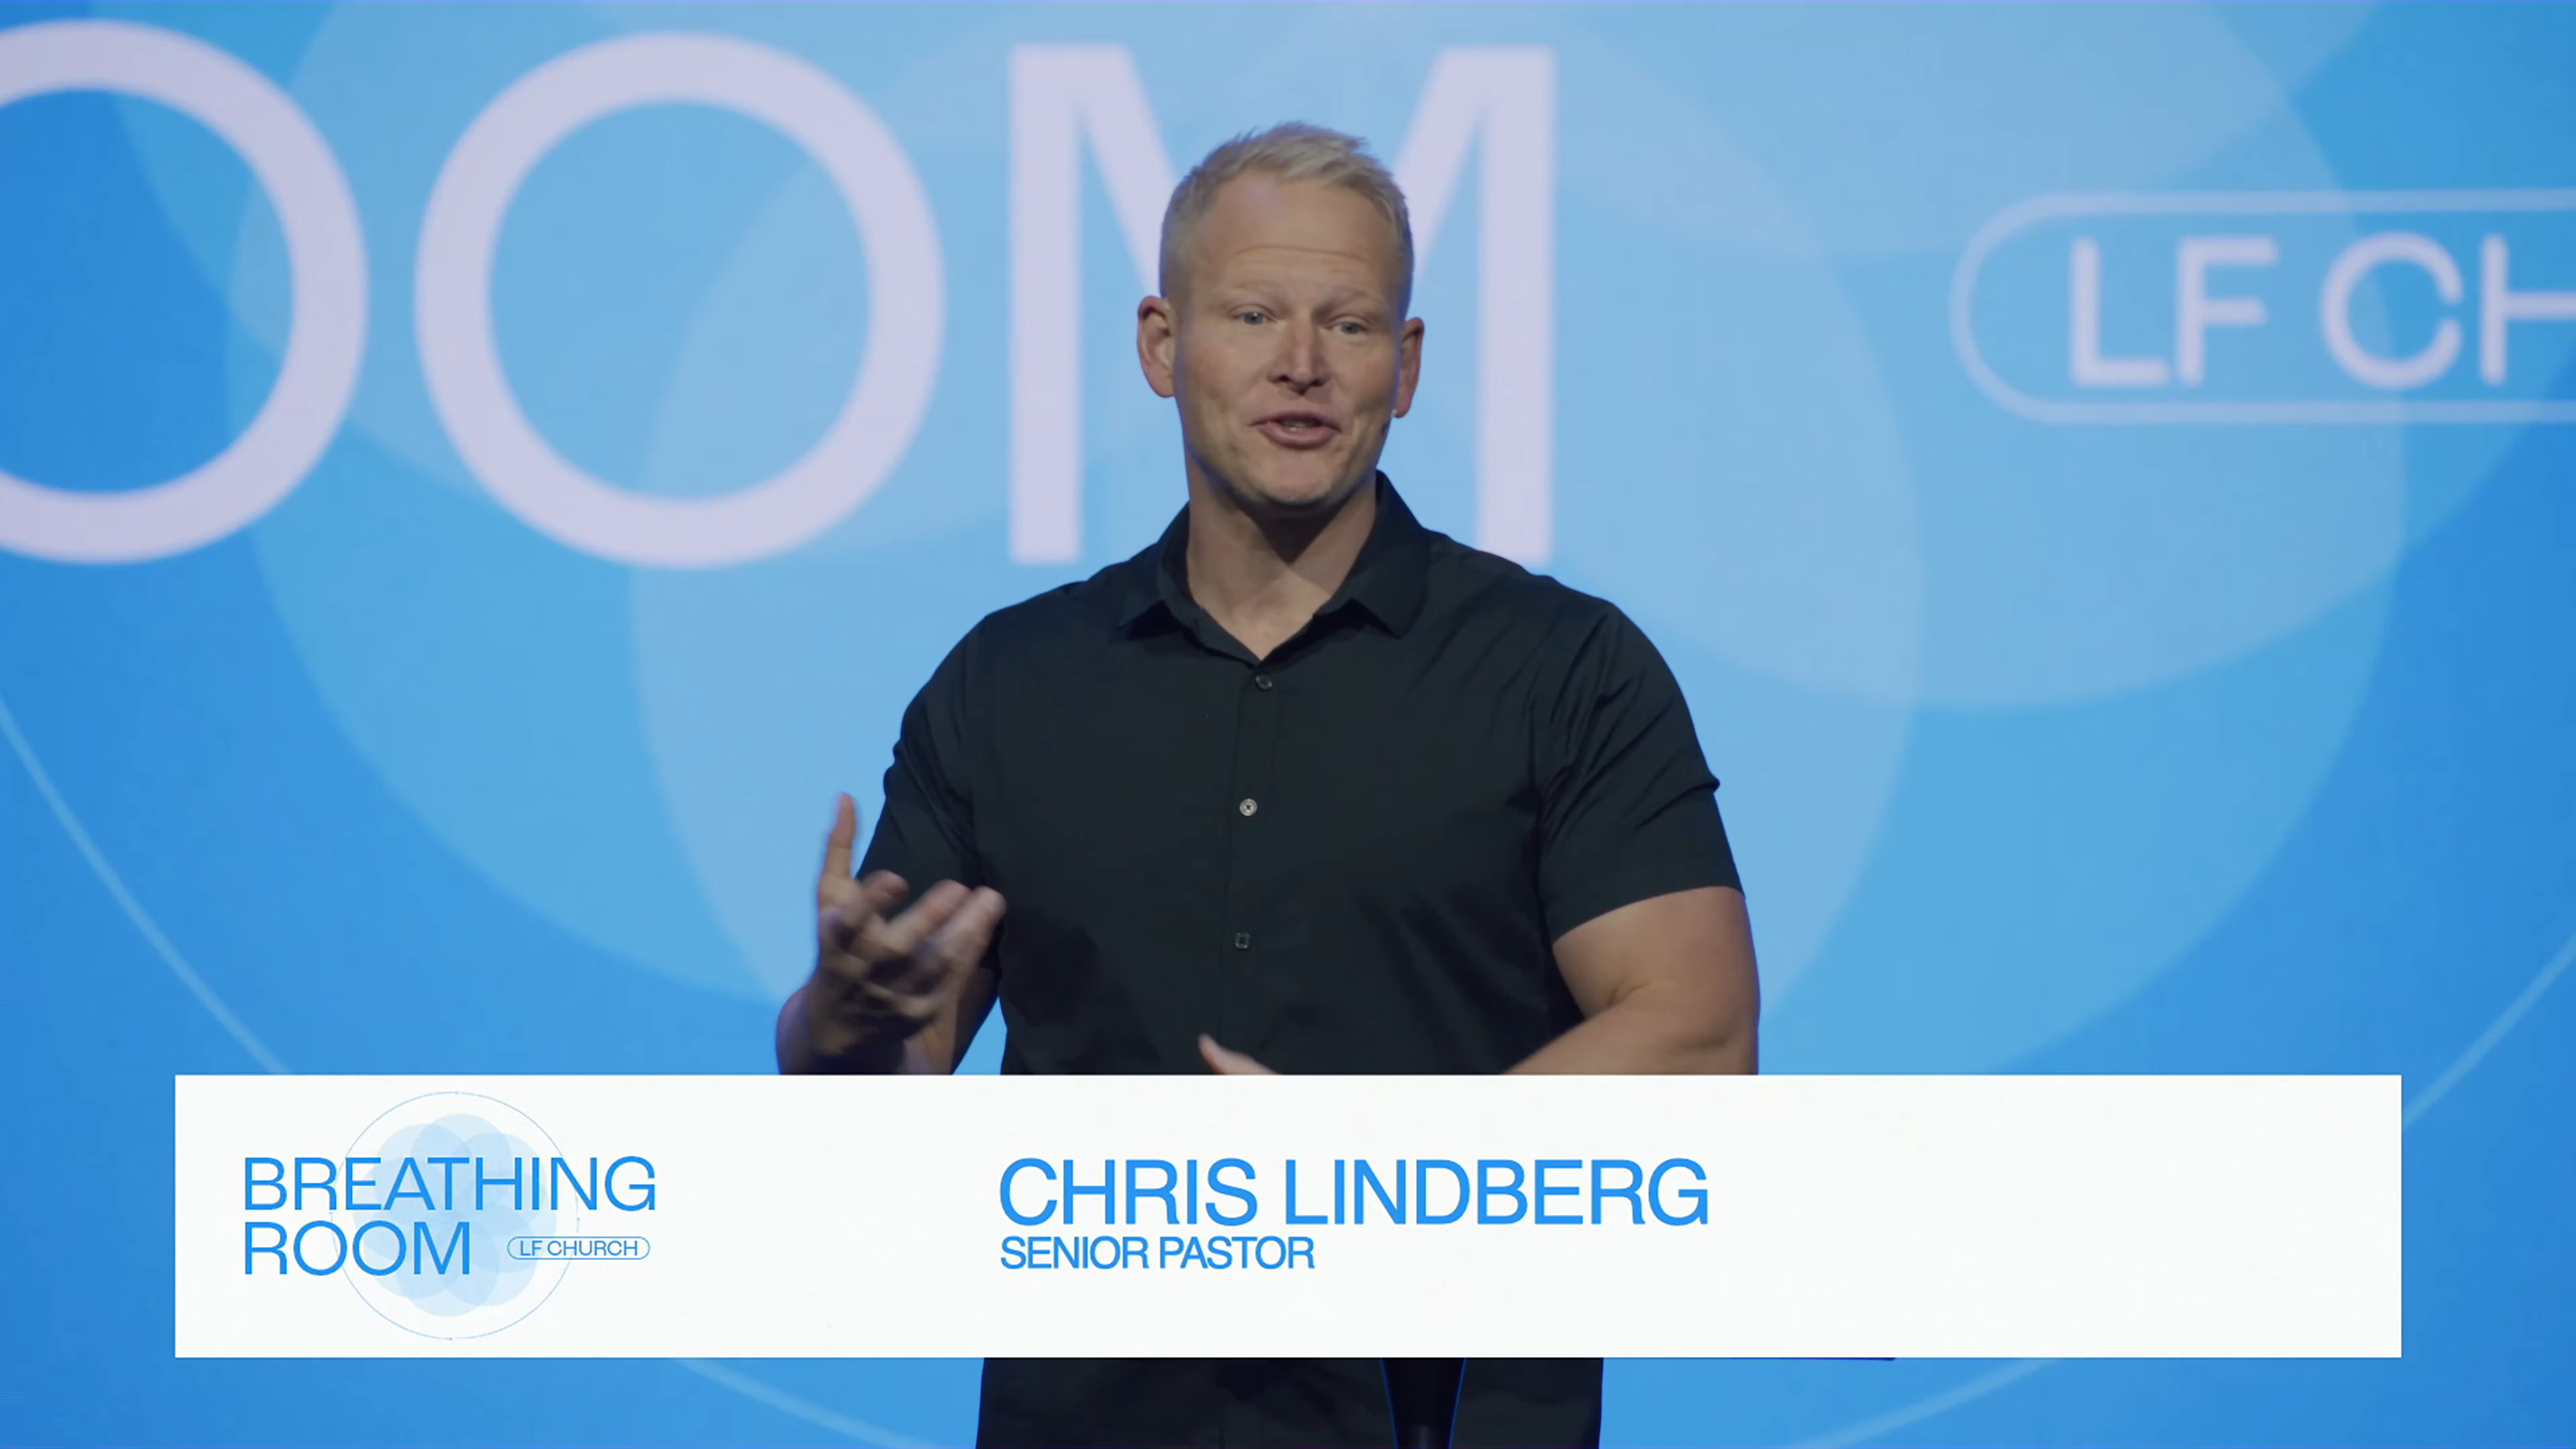 OOM
LF CH
BREATHING
ROOM
LF CHURCH
CHRIS LINDBERG
SENIOR PASTOR